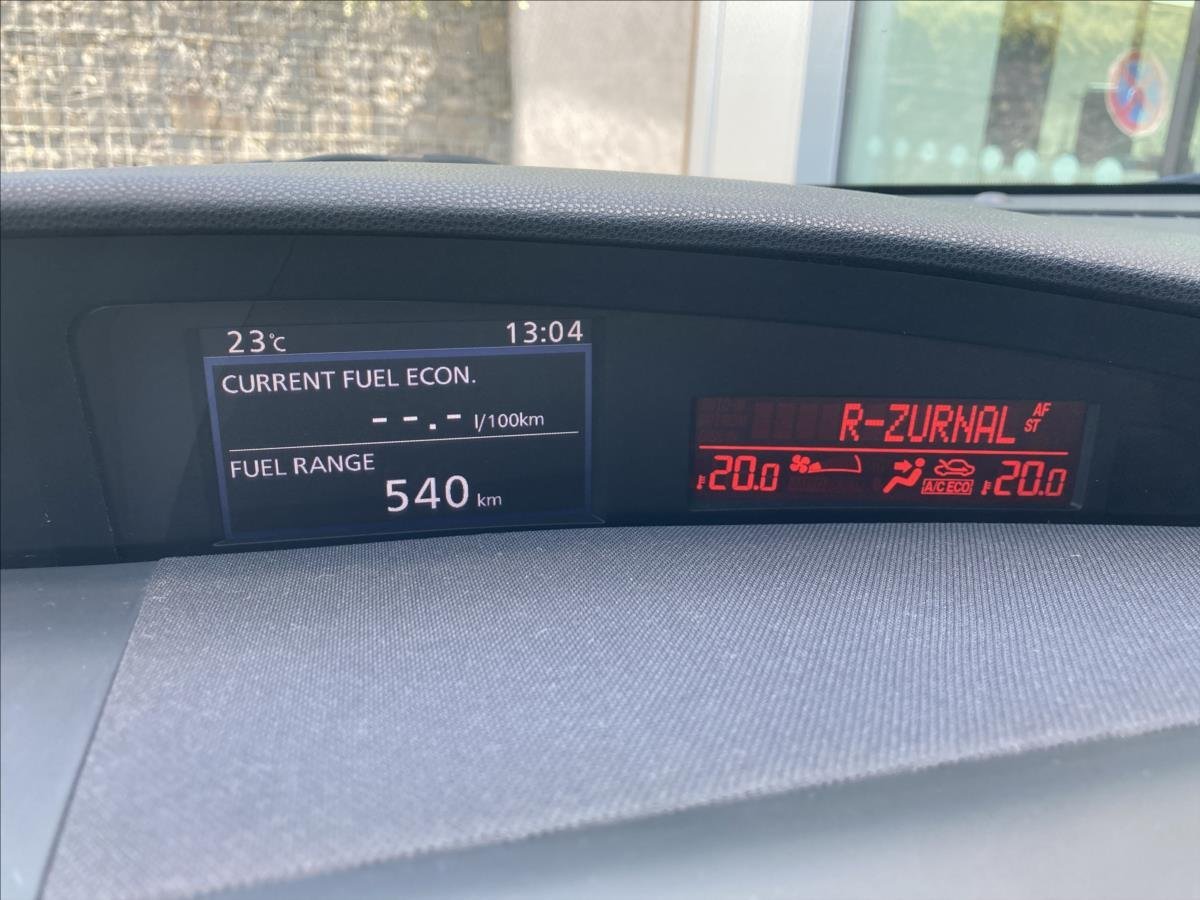 23°C 13:04
CURRENT FUEL ECON.
--.- l/100km
FUEL RANGE
540 km
R-ZURNAL AF ST
20.0 A/C ECO 20.0